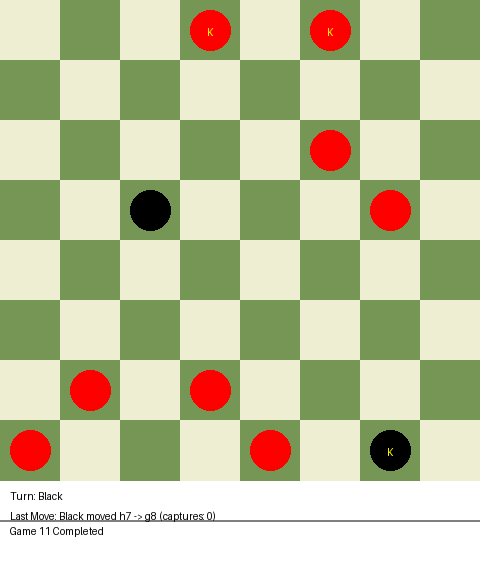 K
K
K
Turn: Black
Last Move: Black moved h7 -> g8 (captures: 0)
Game 11 Completed